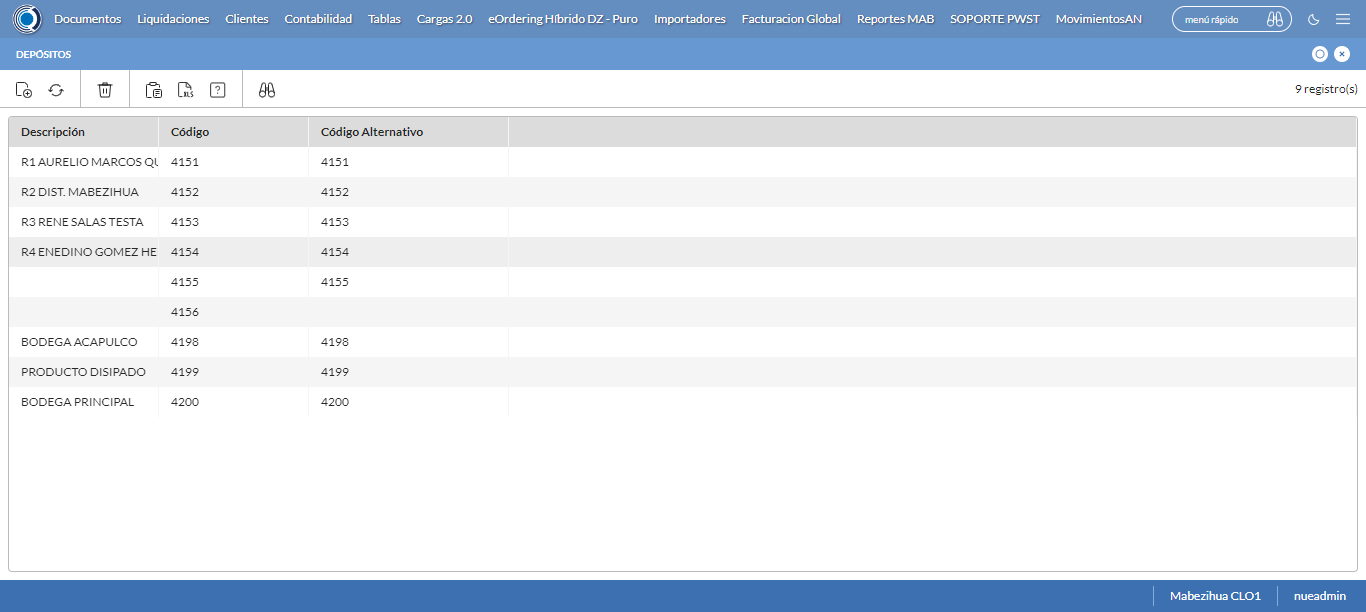 Documentos Liquidaciones Clientes Contabilidad Tablas Cargas 2.0 eOrdering Híbrido DZ - Puro Importadores Facturacion Global Reportes MAB SOPORTE PWST MovimientosAN menú rápido
DEPÓSITOS
XLS ? 9 registro(s)
Descripción Código Código Alternativo
R1 AURELIO MARCOS QU 4151 4151
R2 DIST. MABEZIHUA 4152 4152
R3 RENE SALAS TESTA 4153 4153
R4 ENEDINO GOMEZ HE 4154 4154
4155 4155
4156
BODEGA ACAPULCO 4198 4198
PRODUCTO DISIPADO 4199 4199
BODEGA PRINCIPAL 4200 4200
Mabezihua CLO1 nueadmin